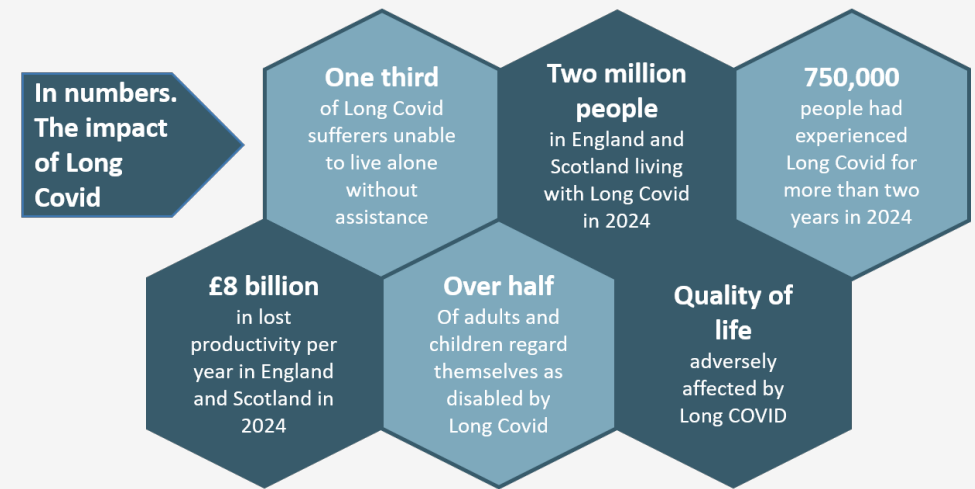 In numbers.
The impact
of Long
Covid
One third
of Long Covid
sufferers unable
to live alone
without
assistance
Two million
people
in England and
Scotland living
with Long Covid
in 2024
750,000
people had
experienced
Long Covid for
more than two
years in 2024
£8 billion
in lost
productivity per
year in England
and Scotland in
2024
Over half
Of adults and
children regard
themselves as
disabled by
Long Covid
Quality of
life
adversely
affected by
Long COVID